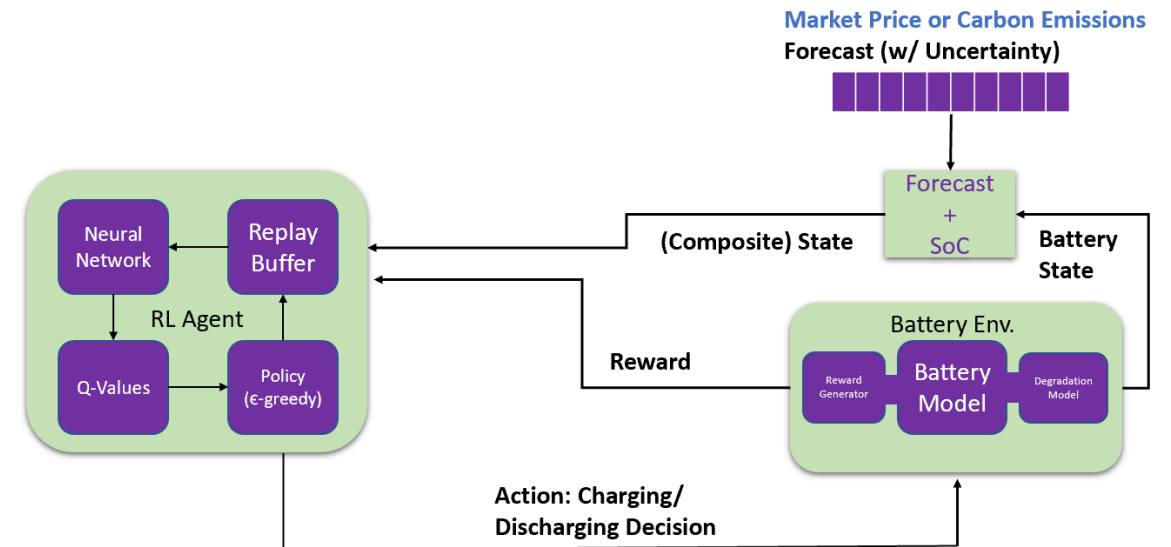 Market Price or Carbon Emissions
Forecast (w/ Uncertainty)
Forecast
+
SoC
(Composite) State
Battery
State
Neural
Network
Replay
Buffer
RL Agent
Q-Values
Policy
(ϵ-greedy)
Reward
Battery Env.
Reward
Generator
Battery
Model
Degradation
Model
Action: Charging/
Discharging Decision